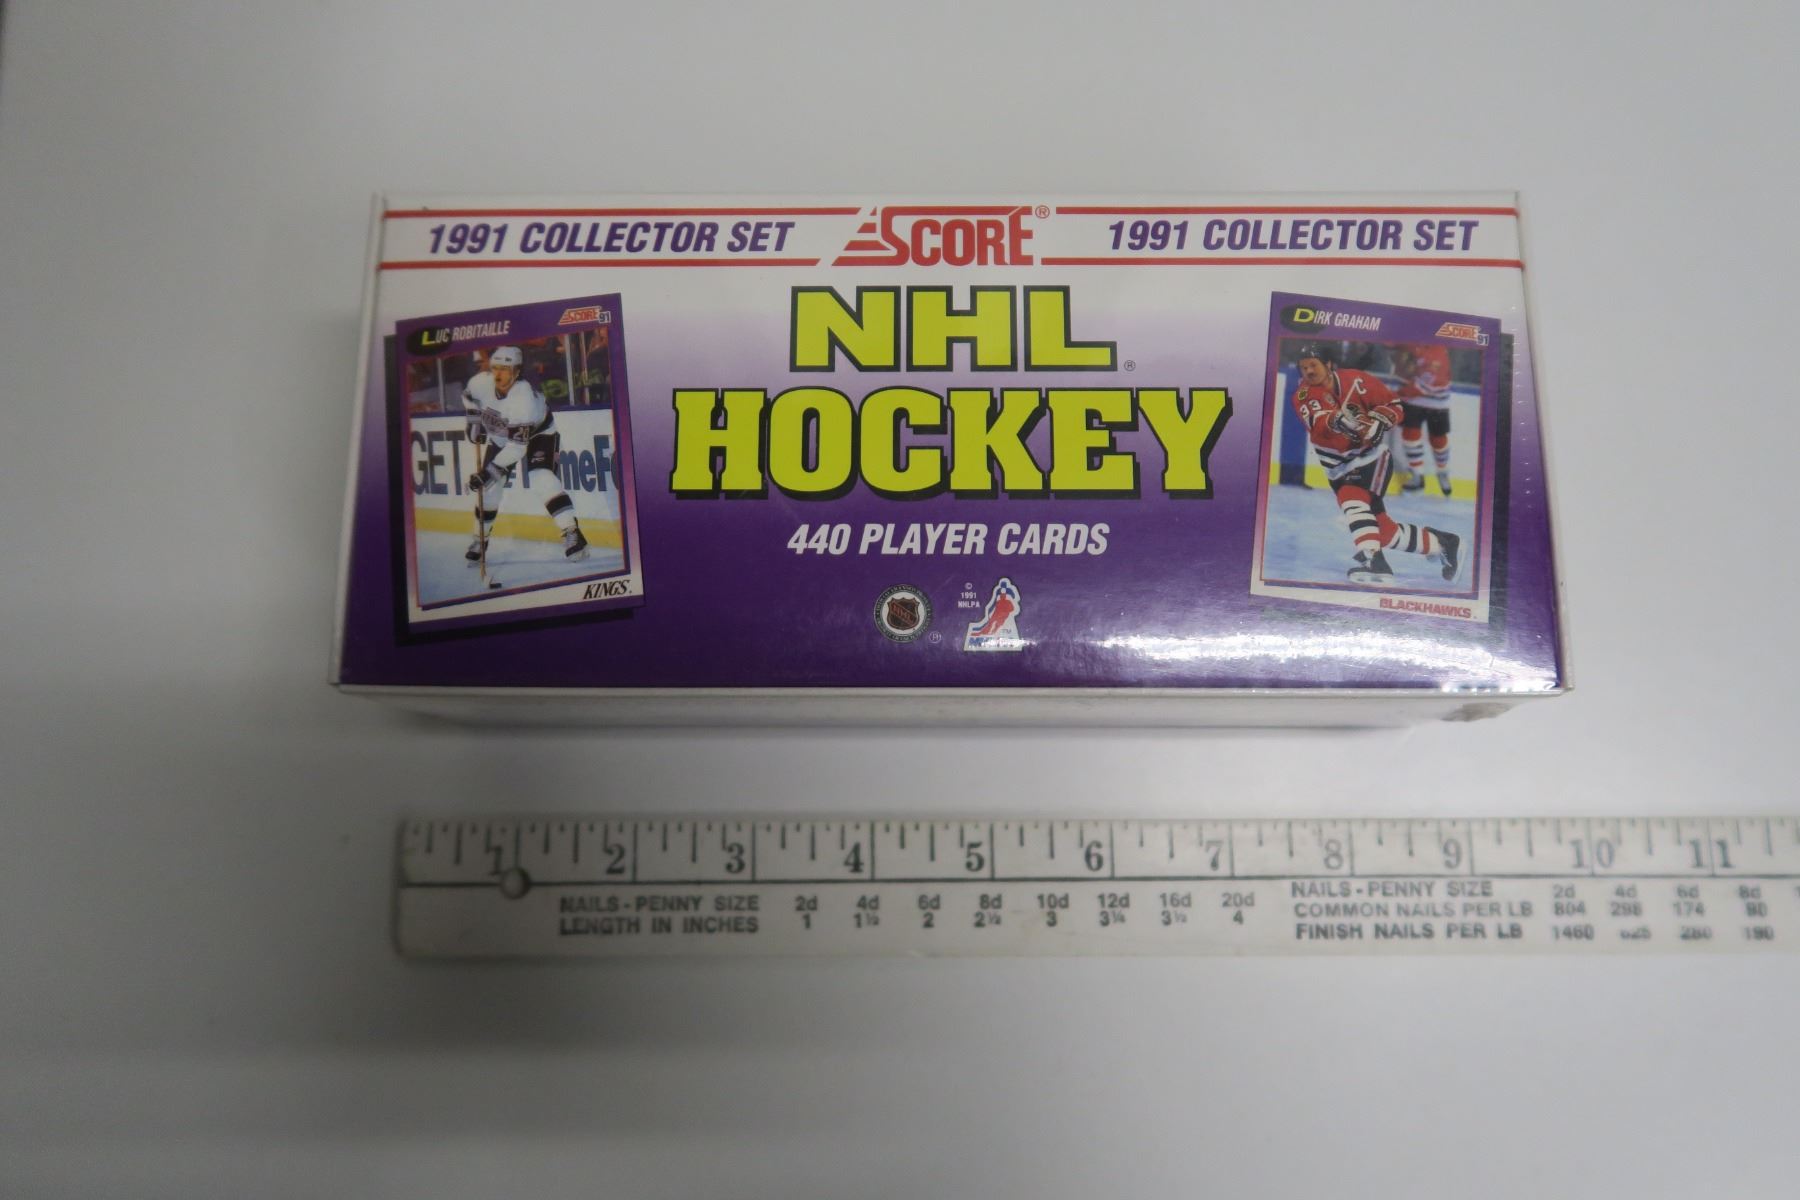 1991 COLLECTOR SET SCORE® 1991 COLLECTOR SET
NHL®
HOCKEY
440 PLAYER CARDS
LUC ROBITAILLE
SCORE 91
GET
KINGS
DIRK GRAHAM
SCORE 91
C
33
BLACKHAWKS
NHL
®
©
1991
NHLPA
TM
1 2 3 4 5 6 7 8 9 10 11
NAILS - PENNY SIZE 2d 4d 6d 8d 10d 12d 16d 20d
LENGTH IN INCHES 1 1½ 2 2½ 3 3¼ 3½ 4
NAILS - PENNY SIZE 2d 4d 6d 8d
COMMON NAILS PER LB 804 298 174 90
FINISH NAILS PER LB 1460 280 190